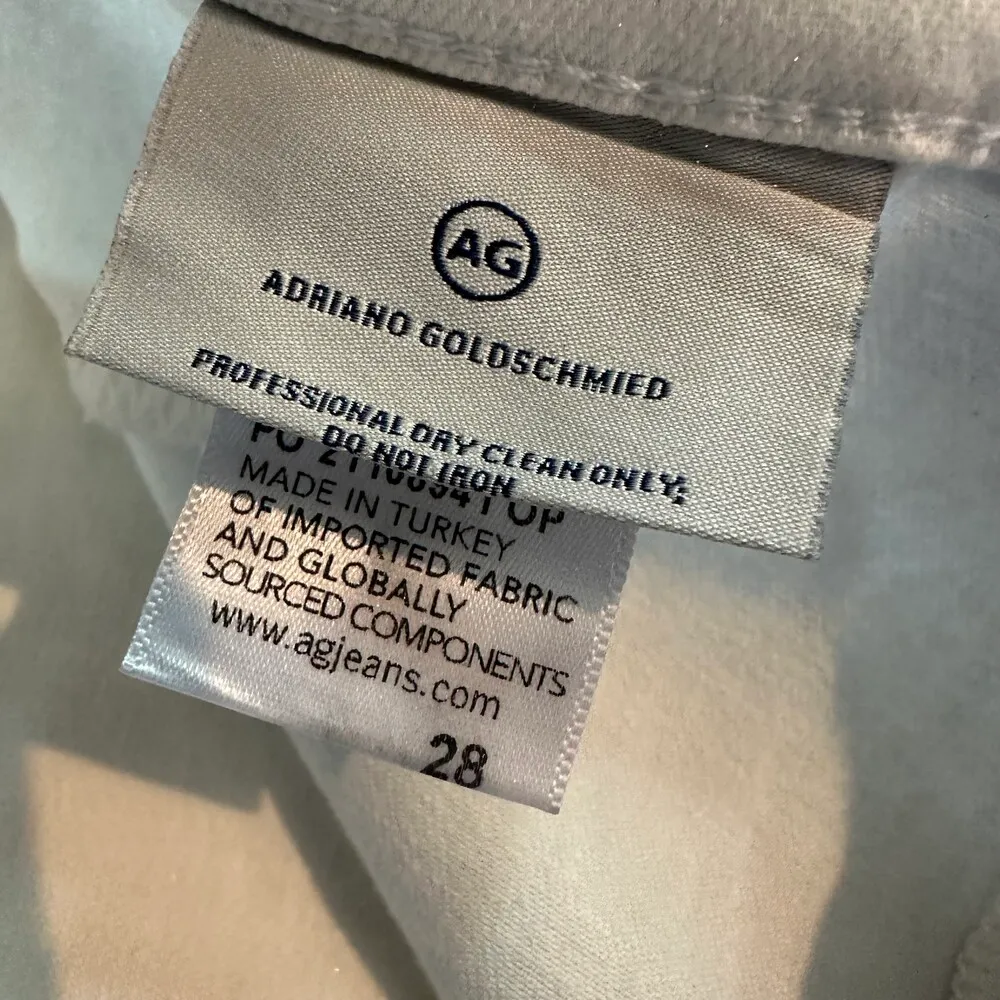 AG
ADRIANO GOLDSCHMIED
PROFESSIONAL DRY CLEAN ONLY;
DO NOT IRON
PO
MADE IN TURKEY
OF IMPORTED FABRIC
AND GLOBALLY
SOURCED COMPONENTS
www.agjeans.com
28